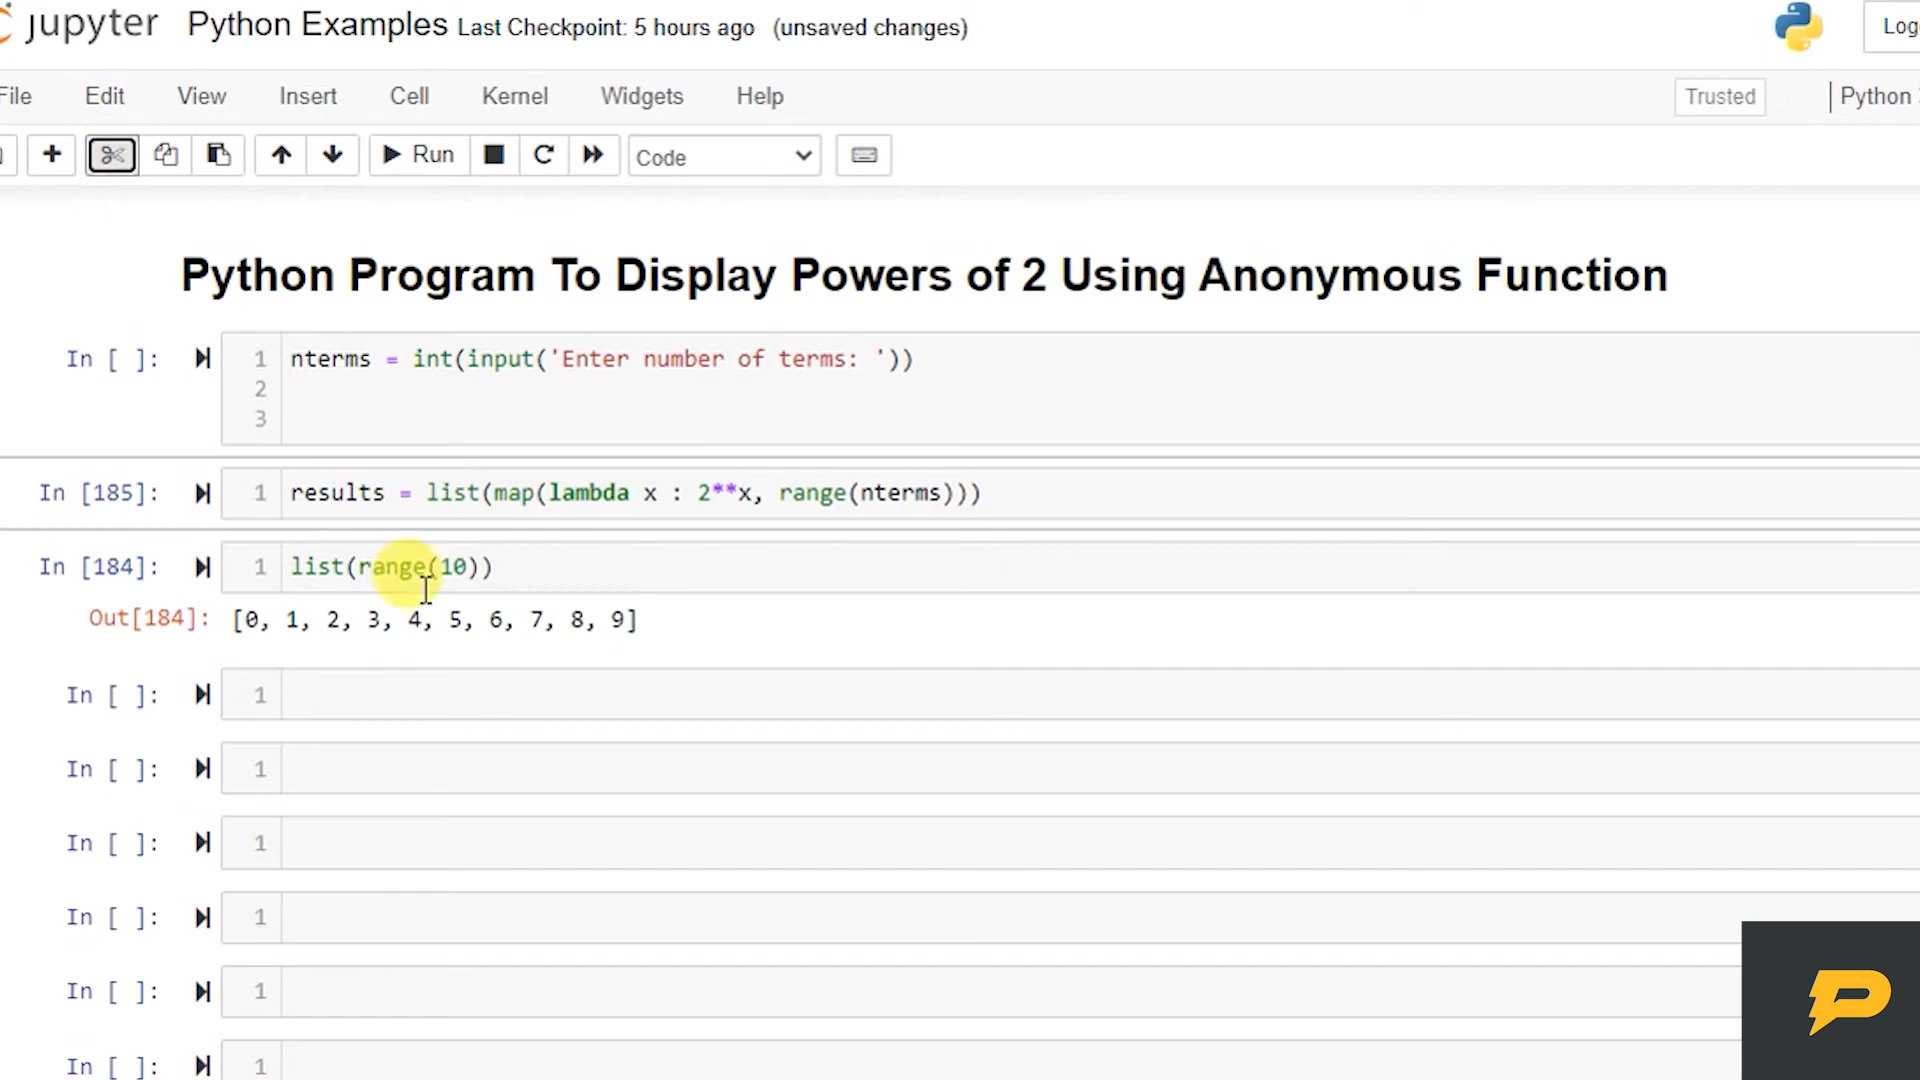 jupyter Python Examples Last Checkpoint: 5 hours ago (unsaved changes)
File Edit View Insert Cell Kernel Widgets Help Trusted Python
Run Code
Python Program To Display Powers of 2 Using Anonymous Function
In [ ]: 1 nterms = int(input('Enter number of terms: '))
2
3
In [185]: 1 results = list(map(lambda x : 2**x, range(nterms)))
In [184]: 1 list(range(10))
Out[184]: [0, 1, 2, 3, 4, 5, 6, 7, 8, 9]
In [ ]: 1
In [ ]: 1
In [ ]: 1
In [ ]: 1
In [ ]: 1
In [ ]: 1